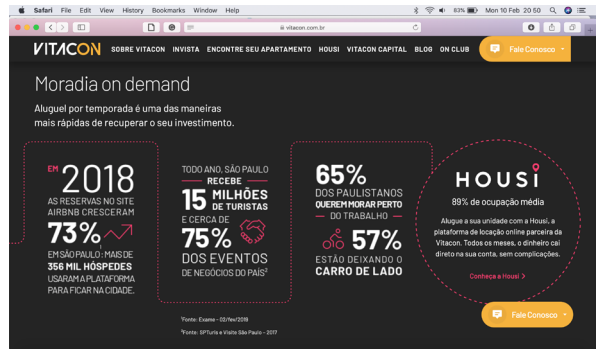 Safari File Edit View History Bookmarks Window Help
83% Mon 10 Feb 20 50
vitacon.com.br
VITACON SOBRE VITACON INVISTA ENCONTRE SEU APARTAMENTO HOUSI VITACON CAPITAL BLOG ON CLUB Fale Conosco
Moradia on demand
Aluguel por temporada é uma das maneiras
mais rápidas de recuperar o seu investimento.
EM 2018
AS RESERVAS NO SITE
AIRBNB CRESCERAM
73%
EM SÃO PAULO: MAIS DE
356 MIL HÓSPEDES
USARAM A PLATAFORMA
PARA FICAR NA CIDADE.
TODO ANO, SÃO PAULO
RECEBE
15 MILHÕES
DE TURISTAS
E CERCA DE
75%
DOS EVENTOS
DE NEGÓCIOS DO PAÍS²
65%
DOS PAULISTANOS
QUEREM MORAR PERTO
DO TRABALHO
57%
ESTÃO DEIXANDO O
CARRO DE LADO
HOUSI
89% de ocupação média
Alugue a sua unidade com a Housi, a
plataforma de locação online parceira da
Vitacon. Todos os meses, o dinheiro cai
direto na sua conta, sem complicações.
Conheça a Housi >
Fale Conosco
¹Fonte: Exame - 02/fev/2019
²Fonte: SPTuris e Visite São Paulo - 2017